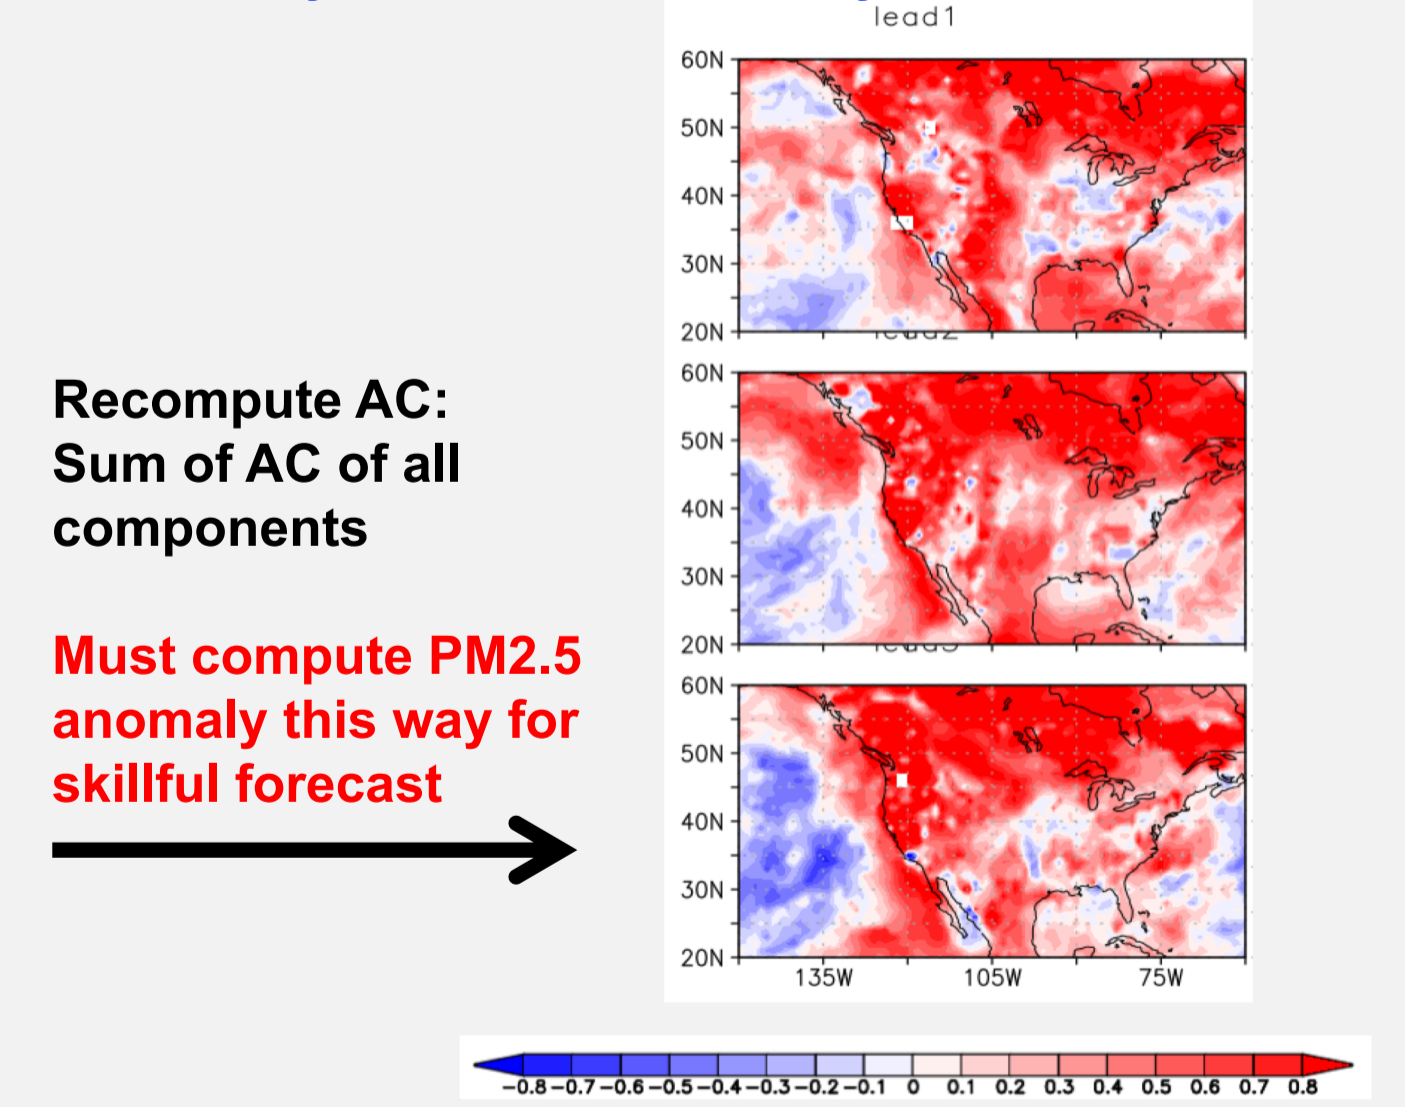 lead1
60N
50N
40N
30N
20N
60N
50N
40N
30N
20N
60N
50N
40N
30N
20N
135W 105W 75W
Recompute AC:
Sum of AC of all
components
Must compute PM2.5
anomaly this way for
skillful forecast
-0.8 -0.7 -0.6 -0.5 -0.4 -0.3 -0.2 -0.1 0 0.1 0.2 0.3 0.4 0.5 0.6 0.7 0.8